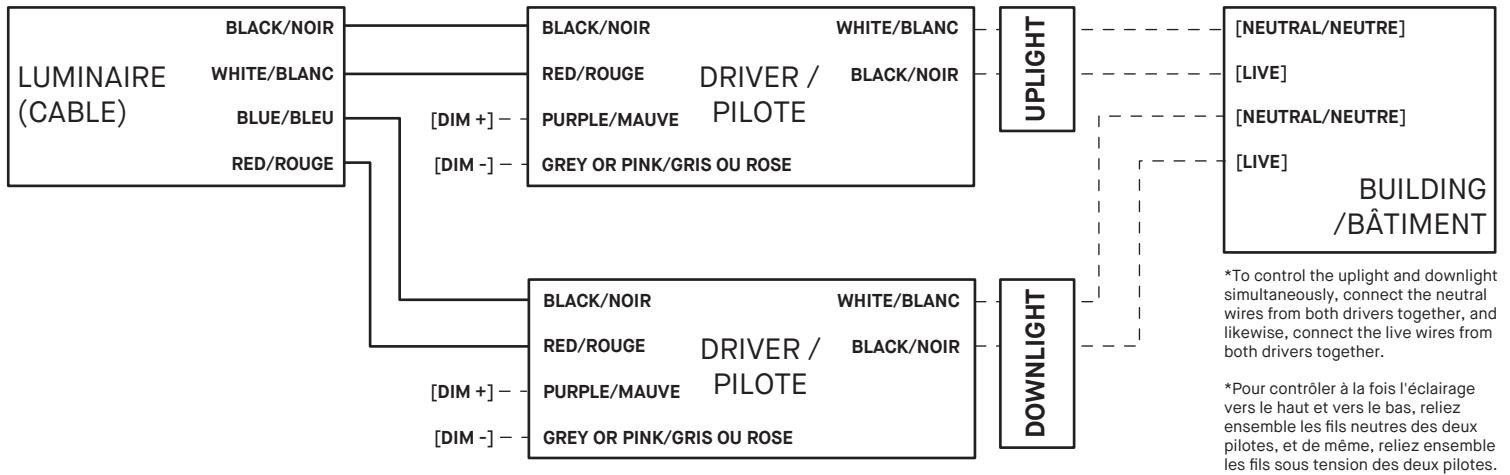 LUMINAIRE
(CABLE)
BLACK/NOIR
WHITE/BLANC
BLUE/BLEU
RED/ROUGE
BLACK/NOIR
RED/ROUGE
[DIM +]
PURPLE/MAUVE
[DIM -]
GREY OR PINK/GRIS OU ROSE
DRIVER /
PILOTE
WHITE/BLANC
BLACK/NOIR
UPLIGHT
[NEUTRAL/NEUTRE]
[LIVE]
[NEUTRAL/NEUTRE]
[LIVE]
BUILDING
/BÂTIMENT
BLACK/NOIR
RED/ROUGE
[DIM +]
PURPLE/MAUVE
[DIM -]
GREY OR PINK/GRIS OU ROSE
DRIVER /
PILOTE
WHITE/BLANC
BLACK/NOIR
DOWNLIGHT
*To control the uplight and downlight
simultaneously, connect the neutral
wires from both drivers together, and
likewise, connect the live wires from
both drivers together.
*Pour contrôler à la fois l'éclairage
vers le haut et vers le bas, reliez
ensemble les fils neutres des deux
pilotes, et de même, reliez ensemble
les fils sous tension des deux pilotes.